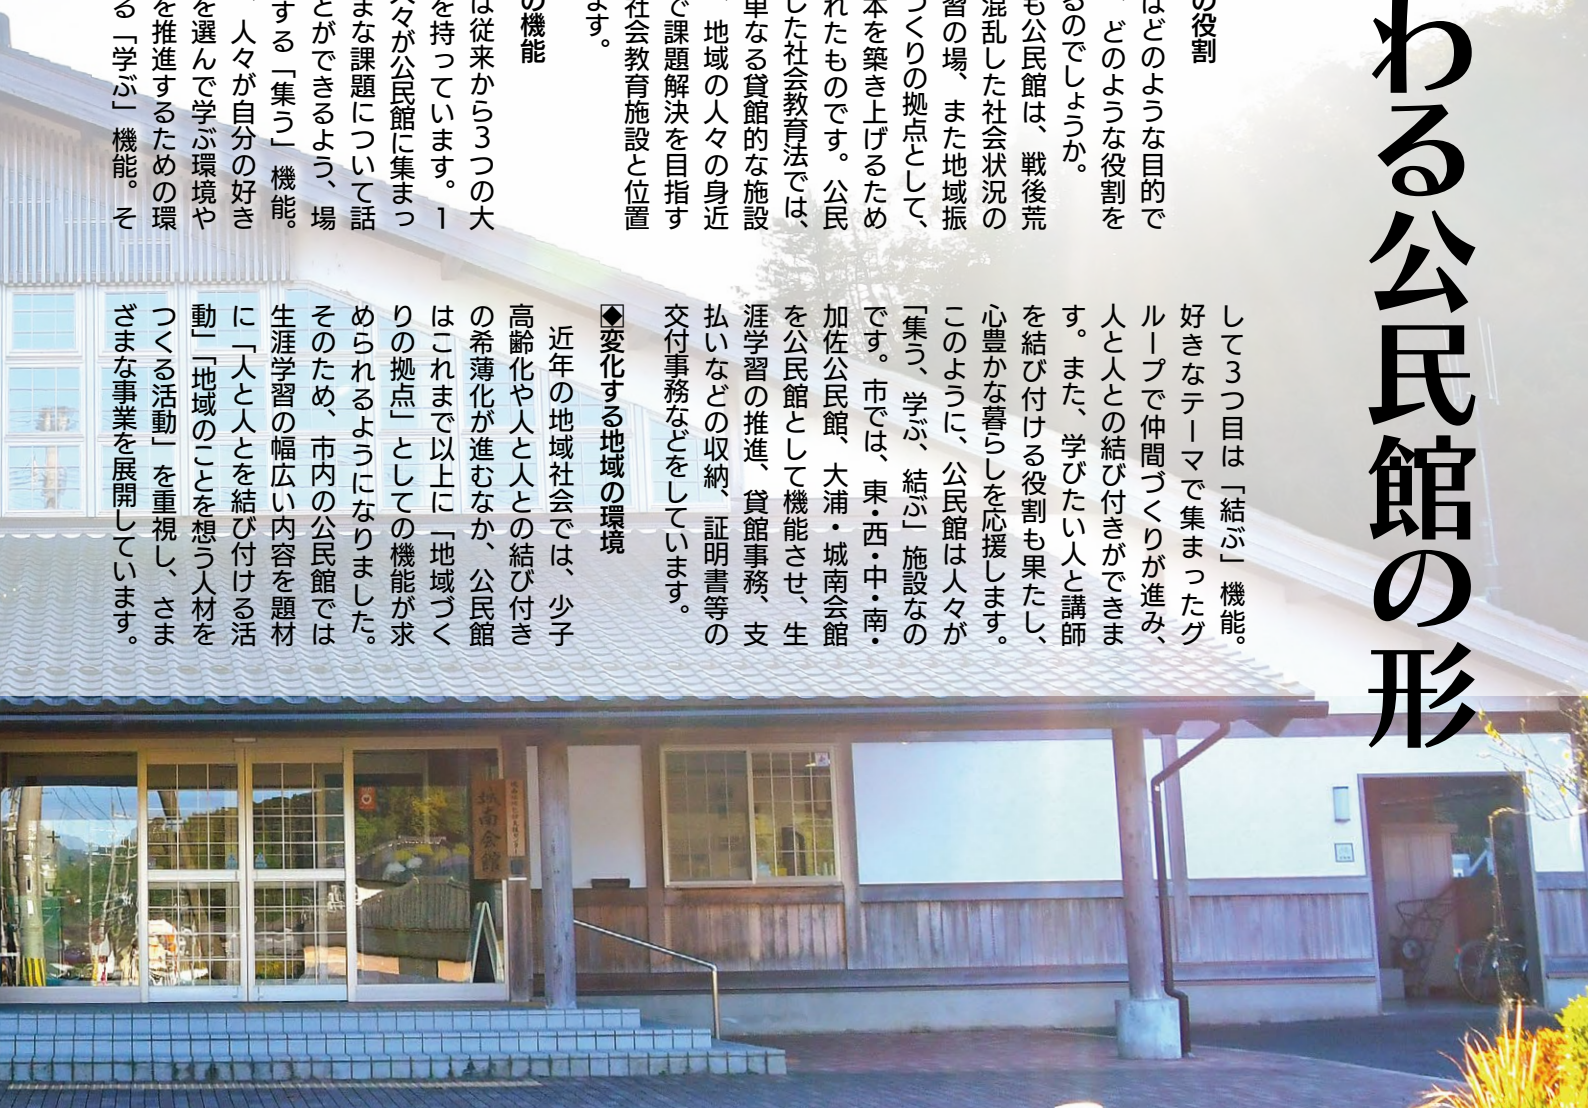 わる公民館の形
の役割
はどのような目的で
、どのような役割を
るのでしょうか。
も公民館は、戦後荒
混乱した社会状況の
習の場、また地域振
づくりの拠点として、
本を築き上げるため
れたものです。公民
した社会教育法では、
単なる貸館的な施設
、地域の人々の身近
で課題解決を目指す
社会教育施設と位置
ます。
の機能
は従来から3つの大
を持っています。1
人々が公民館に集まっ
まな課題について話
とができるよう、場
する「集う」機能。
、人々が自分の好き
を選んで学ぶ環境や
を推進するための環
る「学ぶ」機能。そ
して3つ目は「結ぶ」機能。
好きなテーマで集まったグ
ループで仲間づくりが進み、
人と人との結び付きができま
す。また、学びたい人と講師
を結び付ける役割も果たし、
心豊かな暮らしを応援します。
このように、公民館は人々が
「集う、学ぶ、結ぶ」施設なの
です。市では、東・西・中・南・
加佐公民館、大浦・城南会館
を公民館として機能させ、生
涯学習の推進、貸館事務、支
払いなどの収納、証明書等の
交付事務などをしています。
◆変化する地域の環境
近年の地域社会では、少子
高齢化や人と人との結び付き
の希薄化が進むなか、公民館
はこれまで以上に「地域づく
りの拠点」としての機能が求
められるようになりました。
そのため、市内の公民館では
生涯学習の幅広い内容を題材
に「人と人とを結び付ける活
動」「地域のことを想う人材を
つくる活動」を重視し、さま
ざまな事業を展開しています。
城南会館